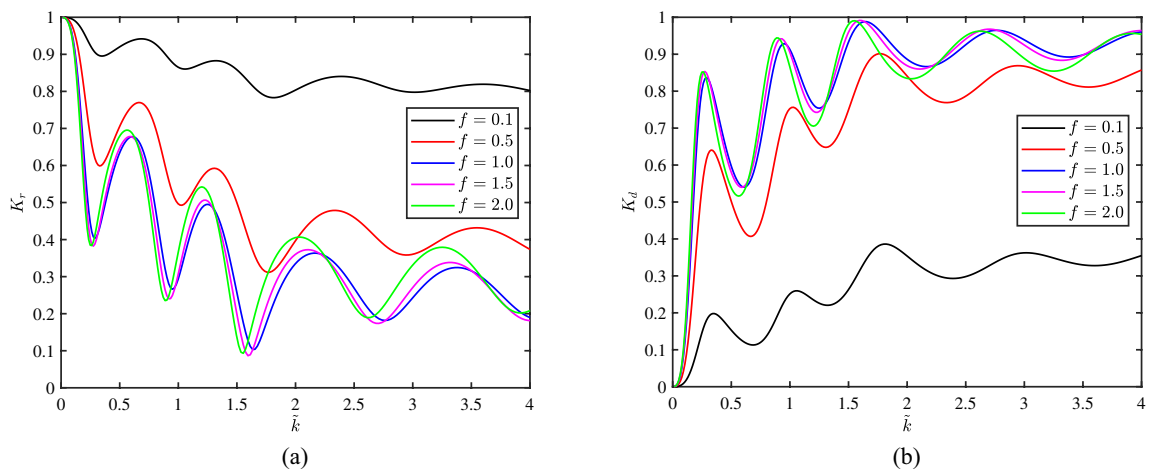 1
0.9
0.8
0.7
0.6
0.5
0.4
0.3
0.2
0.1
0
K_r
f = 0.1
f = 0.5
f = 1.0
f = 1.5
f = 2.0
0 0.5 1 1.5 2 2.5 3 3.5 4
k̃
(a)
1
0.9
0.8
0.7
0.6
0.5
0.4
0.3
0.2
0.1
0
K_d
f = 0.1
f = 0.5
f = 1.0
f = 1.5
f = 2.0
0 0.5 1 1.5 2 2.5 3 3.5 4
k̃
(b)